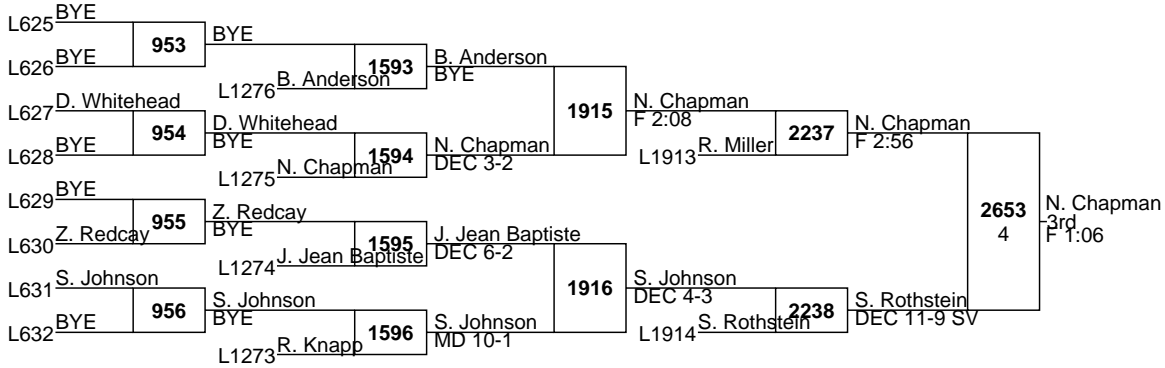 L625 BYE
953
BYE
L626 BYE
1593
B. Anderson
BYE
L1276 B. Anderson
L627 D. Whitehead
954
D. Whitehead
BYE
L628 BYE
1594
N. Chapman
DEC 3-2
L1275 N. Chapman
1915
N. Chapman
F 2:08
L1913 R. Miller
2237
N. Chapman
F 2:56
L629 BYE
955
Z. Redcay
BYE
L630 Z. Redcay
1595
J. Jean Baptiste
DEC 6-2
L1274 J. Jean Baptiste
L631 S. Johnson
956
S. Johnson
BYE
L632 BYE
1596
S. Johnson
MD 10-1
L1273 R. Knapp
1916
S. Johnson
DEC 4-3
L1914 S. Rothstein
2238
S. Rothstein
DEC 11-9 SV
2653
4
N. Chapman
3rd
F 1:06